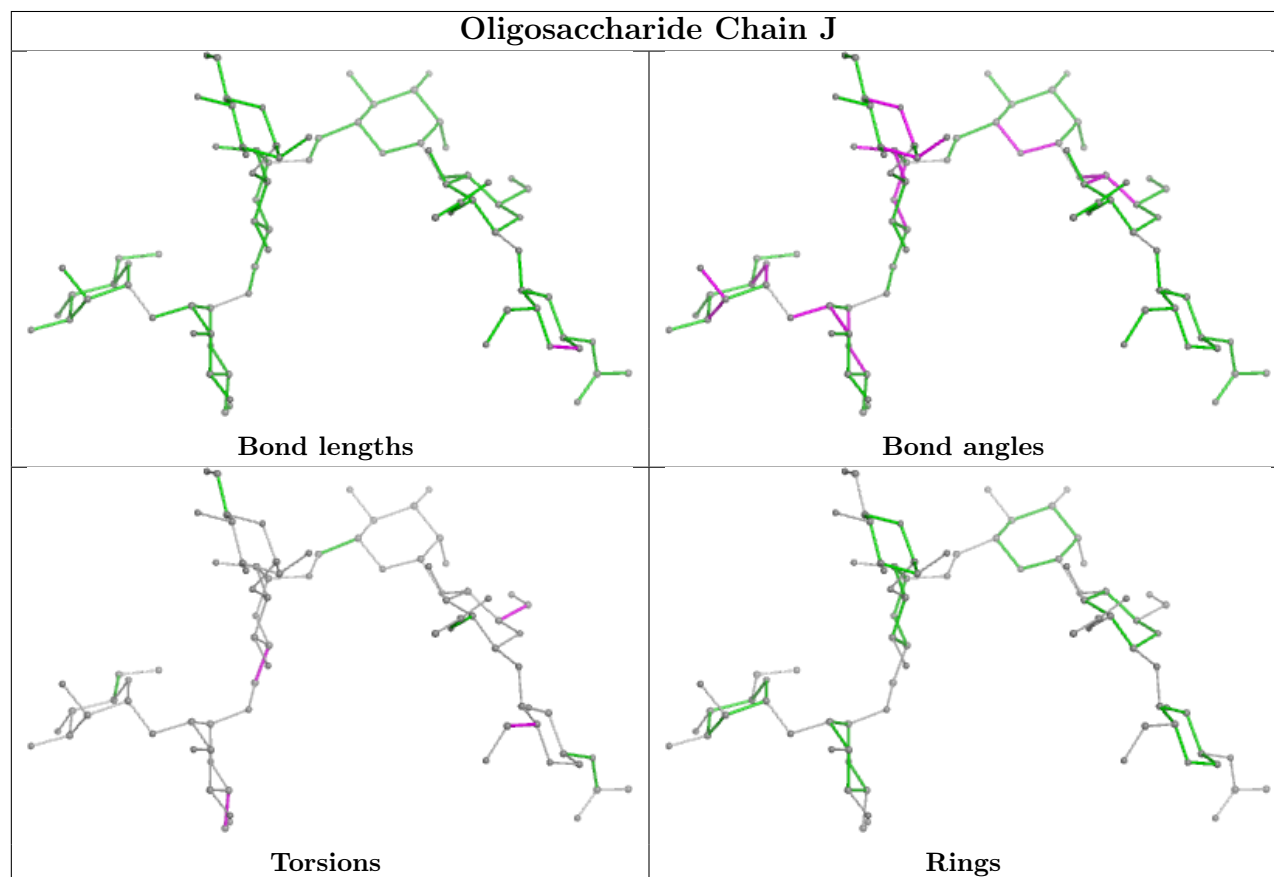 Oligosaccharide Chain J
Bond lengths
Bond angles
Torsions
Rings